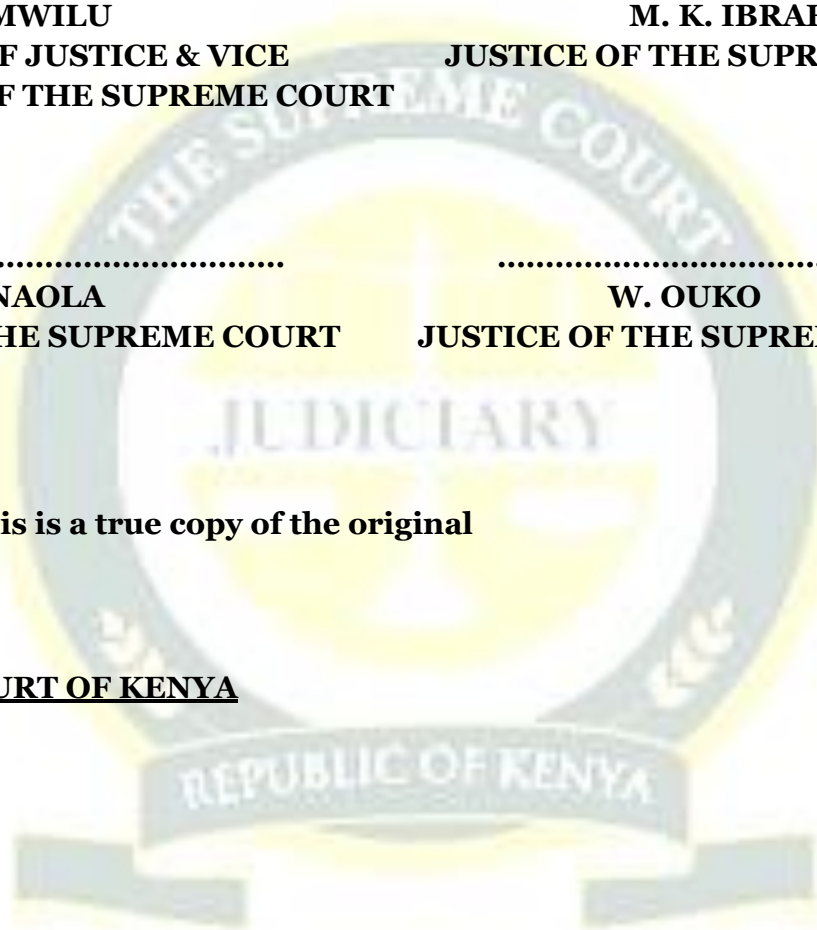 MWILU M. K. IBRAH
F JUSTICE & VICE JUSTICE OF THE SUPR
F THE SUPREME COURT
THE SUPREME COURT
................................ ....................................
NAOLA W. OUKO
HE SUPREME COURT JUSTICE OF THE SUPRE
JUDICIARY
is is a true copy of the original
URT OF KENYA
REPUBLIC OF KENYA